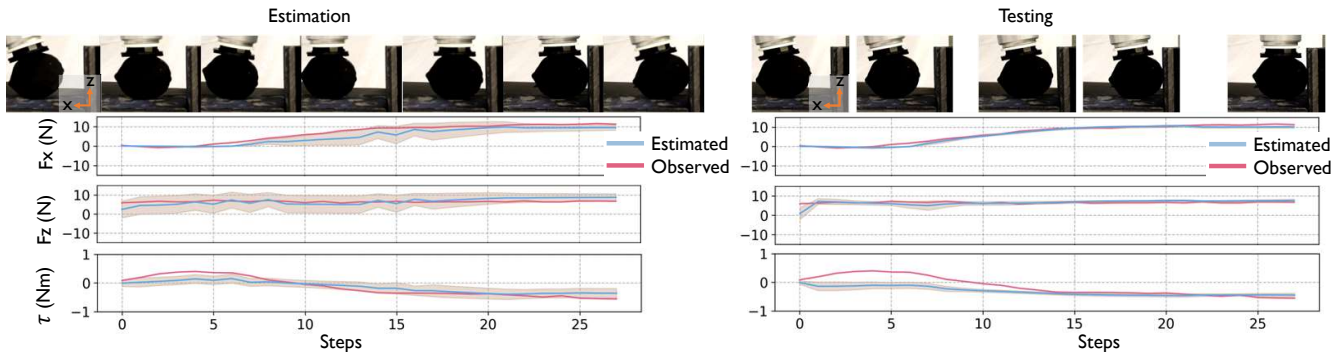 Estimation
Testing
z
x
z
x
Fx (N)
10
0
−10
Estimated
Observed
10
0
−10
Estimated
Observed
Fz (N)
10
0
−10
10
0
−10
τ (Nm)
1
0
−1
1
0
−1
0 5 10 15 20 25
0 5 10 15 20 25
Steps
Steps